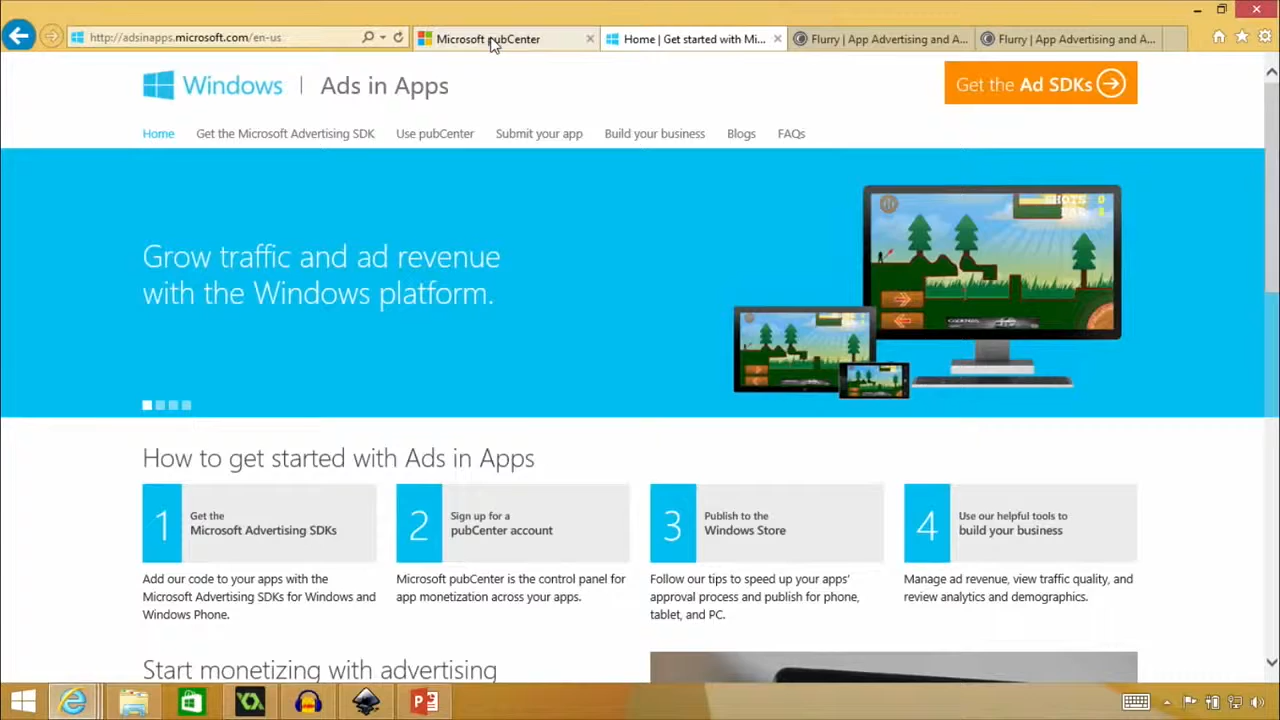 http://adsinapps.microsoft.com/en-us
Microsoft pubCenter
Home | Get started with Mi...
Flurry | App Advertising and A...
Flurry | App Advertising and A...
Windows | Ads in Apps
Get the Ad SDKs
Home
Get the Microsoft Advertising SDK
Use pubCenter
Submit your app
Build your business
Blogs
FAQs
Grow traffic and ad revenue
with the Windows platform.
SHOTS 0
How to get started with Ads in Apps
1
Get the
Microsoft Advertising SDKs
Add our code to your apps with the
Microsoft Advertising SDKs for Windows and
Windows Phone.
2
Sign up for a
pubCenter account
Microsoft pubCenter is the control panel for
app monetization across your apps.
3
Publish to the
Windows Store
Follow our tips to speed up your apps'
approval process and publish for phone,
tablet, and PC.
4
Use our helpful tools to
build your business
Manage ad revenue, view traffic quality, and
review analytics and demographics.
Start monetizing with advertising